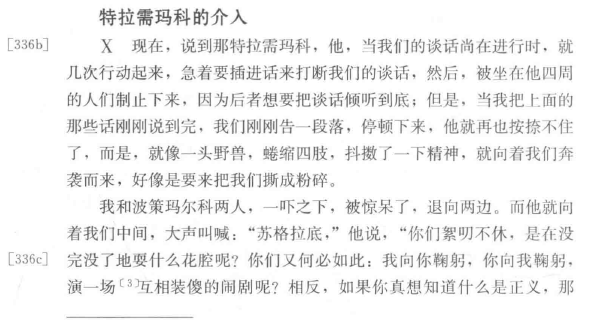 特拉需玛科的介入
[336b] X 现在，说到那特拉需玛科，他，当我们的谈话尚在进行时，就
几次行动起来，急着要插进话来打断我们的谈话，然后，被坐在他四周
的人们制止下来，因为后者想要把谈话倾听到底；但是，当我把上面的
那些话刚刚说到完，我们刚刚告一段落，停顿下来，他就再也按捺不住
了，而是，就像一头野兽，蜷缩四肢，抖擞了一下精神，就向着我们奔
袭而来，好像是要来把我们撕成粉碎。
我和波策玛尔科两人，一吓之下，被惊呆了，退向两边。而他就向
着我们中间，大声叫喊：“苏格拉底，”他说，“你们絮叨不休，是在没
[336c] 完没了地耍什么花腔呢？你们又何必如此：我向你鞠躬，你向我鞠躬，
演一场〔3〕互相装傻的闹剧呢？相反，如果你真想知道什么是正义，那